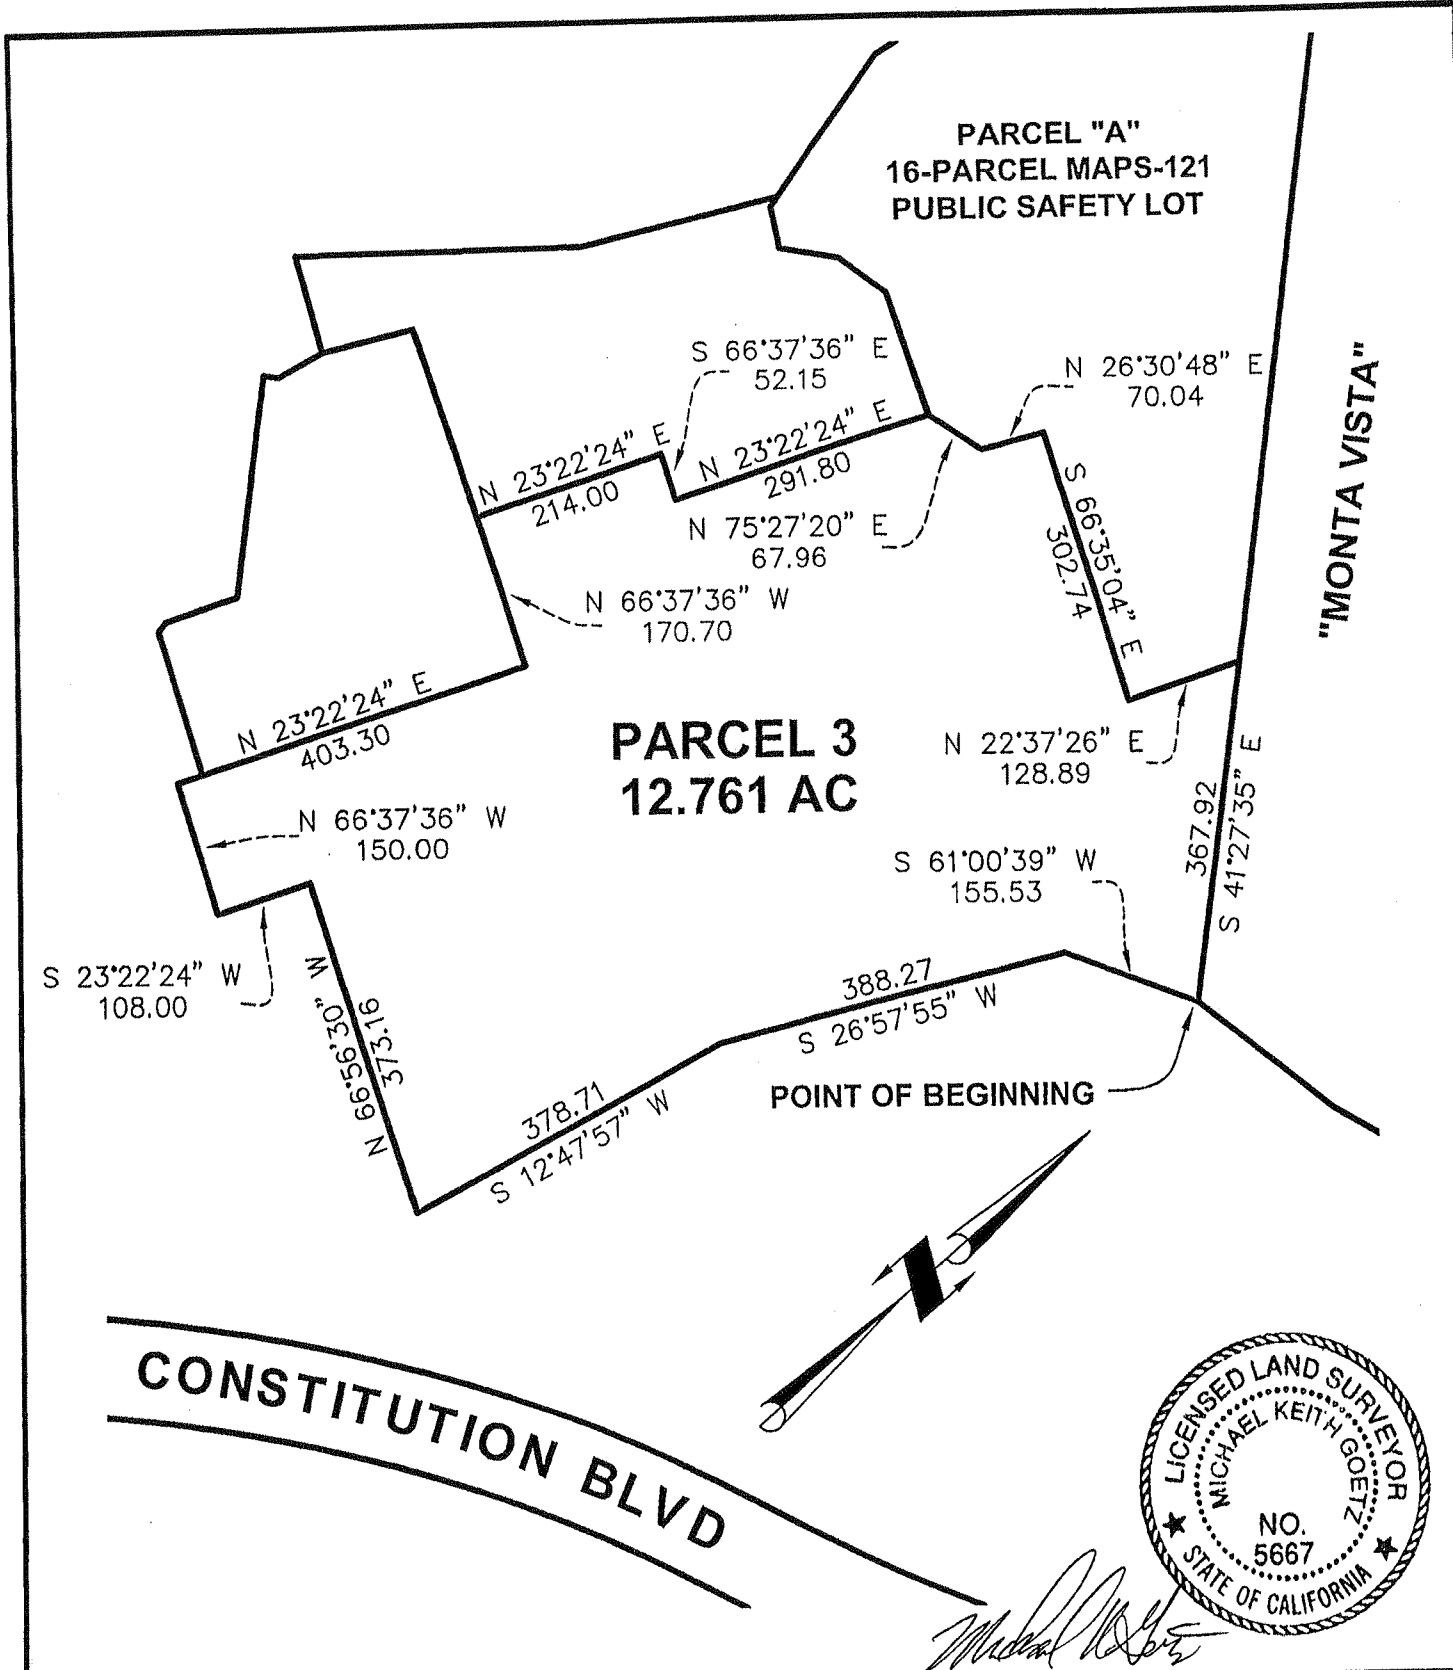 PARCEL "A"
16-PARCEL MAPS-121
PUBLIC SAFETY LOT
S 66°37'36" E
52.15
N 26°30'48" E
70.04
"MONTA VISTA"
N 23°22'24" E
214.00
N 23°22'24" E
291.80
N 75°27'20" E
67.96
S 66°35'04" E
302.74
N 66°37'36" W
170.70
N 23°22'24" E
403.30
PARCEL 3
12.761 AC
N 22°37'26" E
128.89
367.92
S 41°27'35" E
N 66°37'36" W
150.00
S 61°00'39" W
155.53
S 23°22'24" W
108.00
N 66°56'30" W
373.16
388.27
S 26°57'55" W
378.71
S 12°47'57" W
POINT OF BEGINNING
N
CONSTITUTION BLVD
LICENSED LAND SURVEYOR
MICHAEL KEITH GOETZ
NO.
5667
STATE OF CALIFORNIA